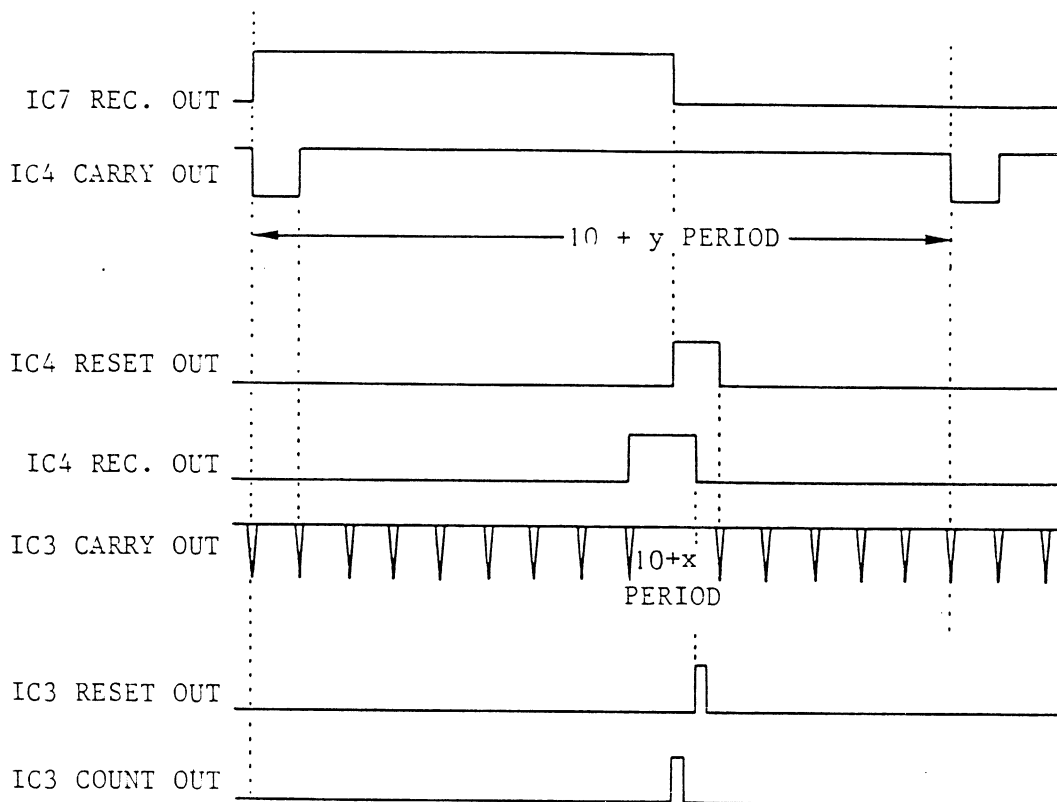 IC7 REC. OUT
IC4 CARRY OUT
10 + y PERIOD
IC4 RESET OUT
IC4 REC. OUT
IC3 CARRY OUT
10+x
PERIOD
IC3 RESET OUT
IC3 COUNT OUT